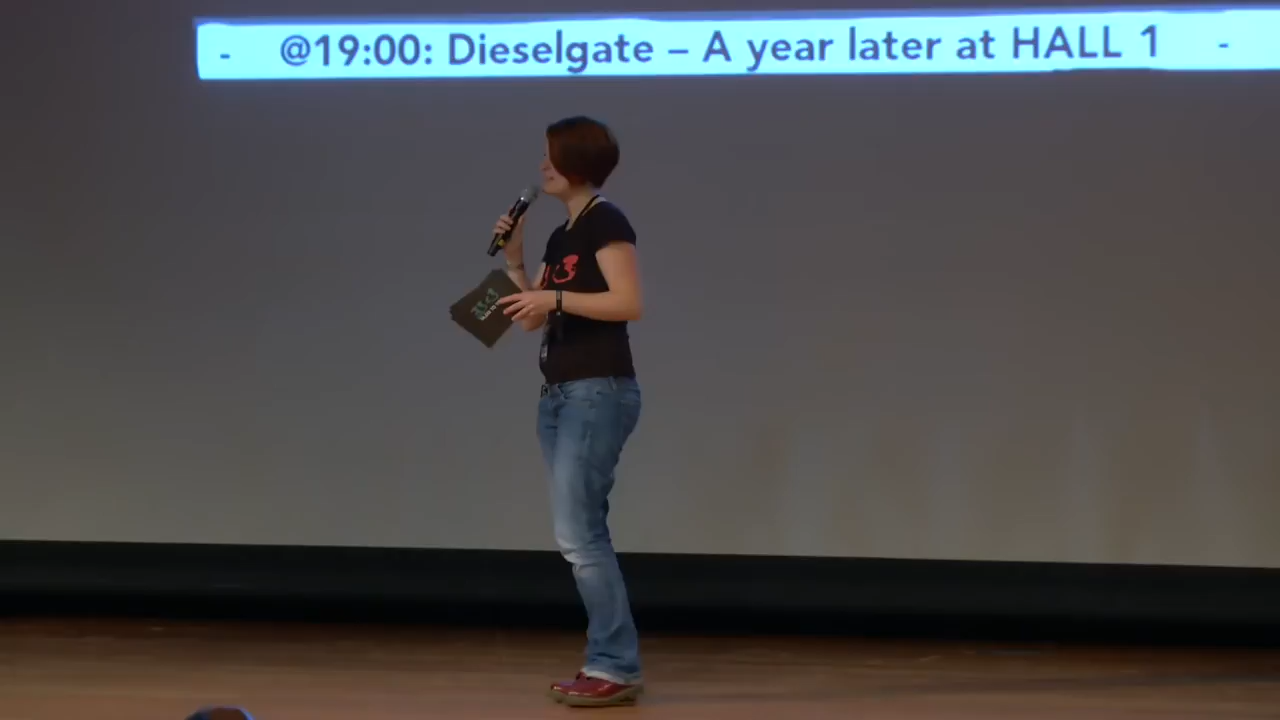 - @19:00: Dieselgate – A year later at HALL 1 -